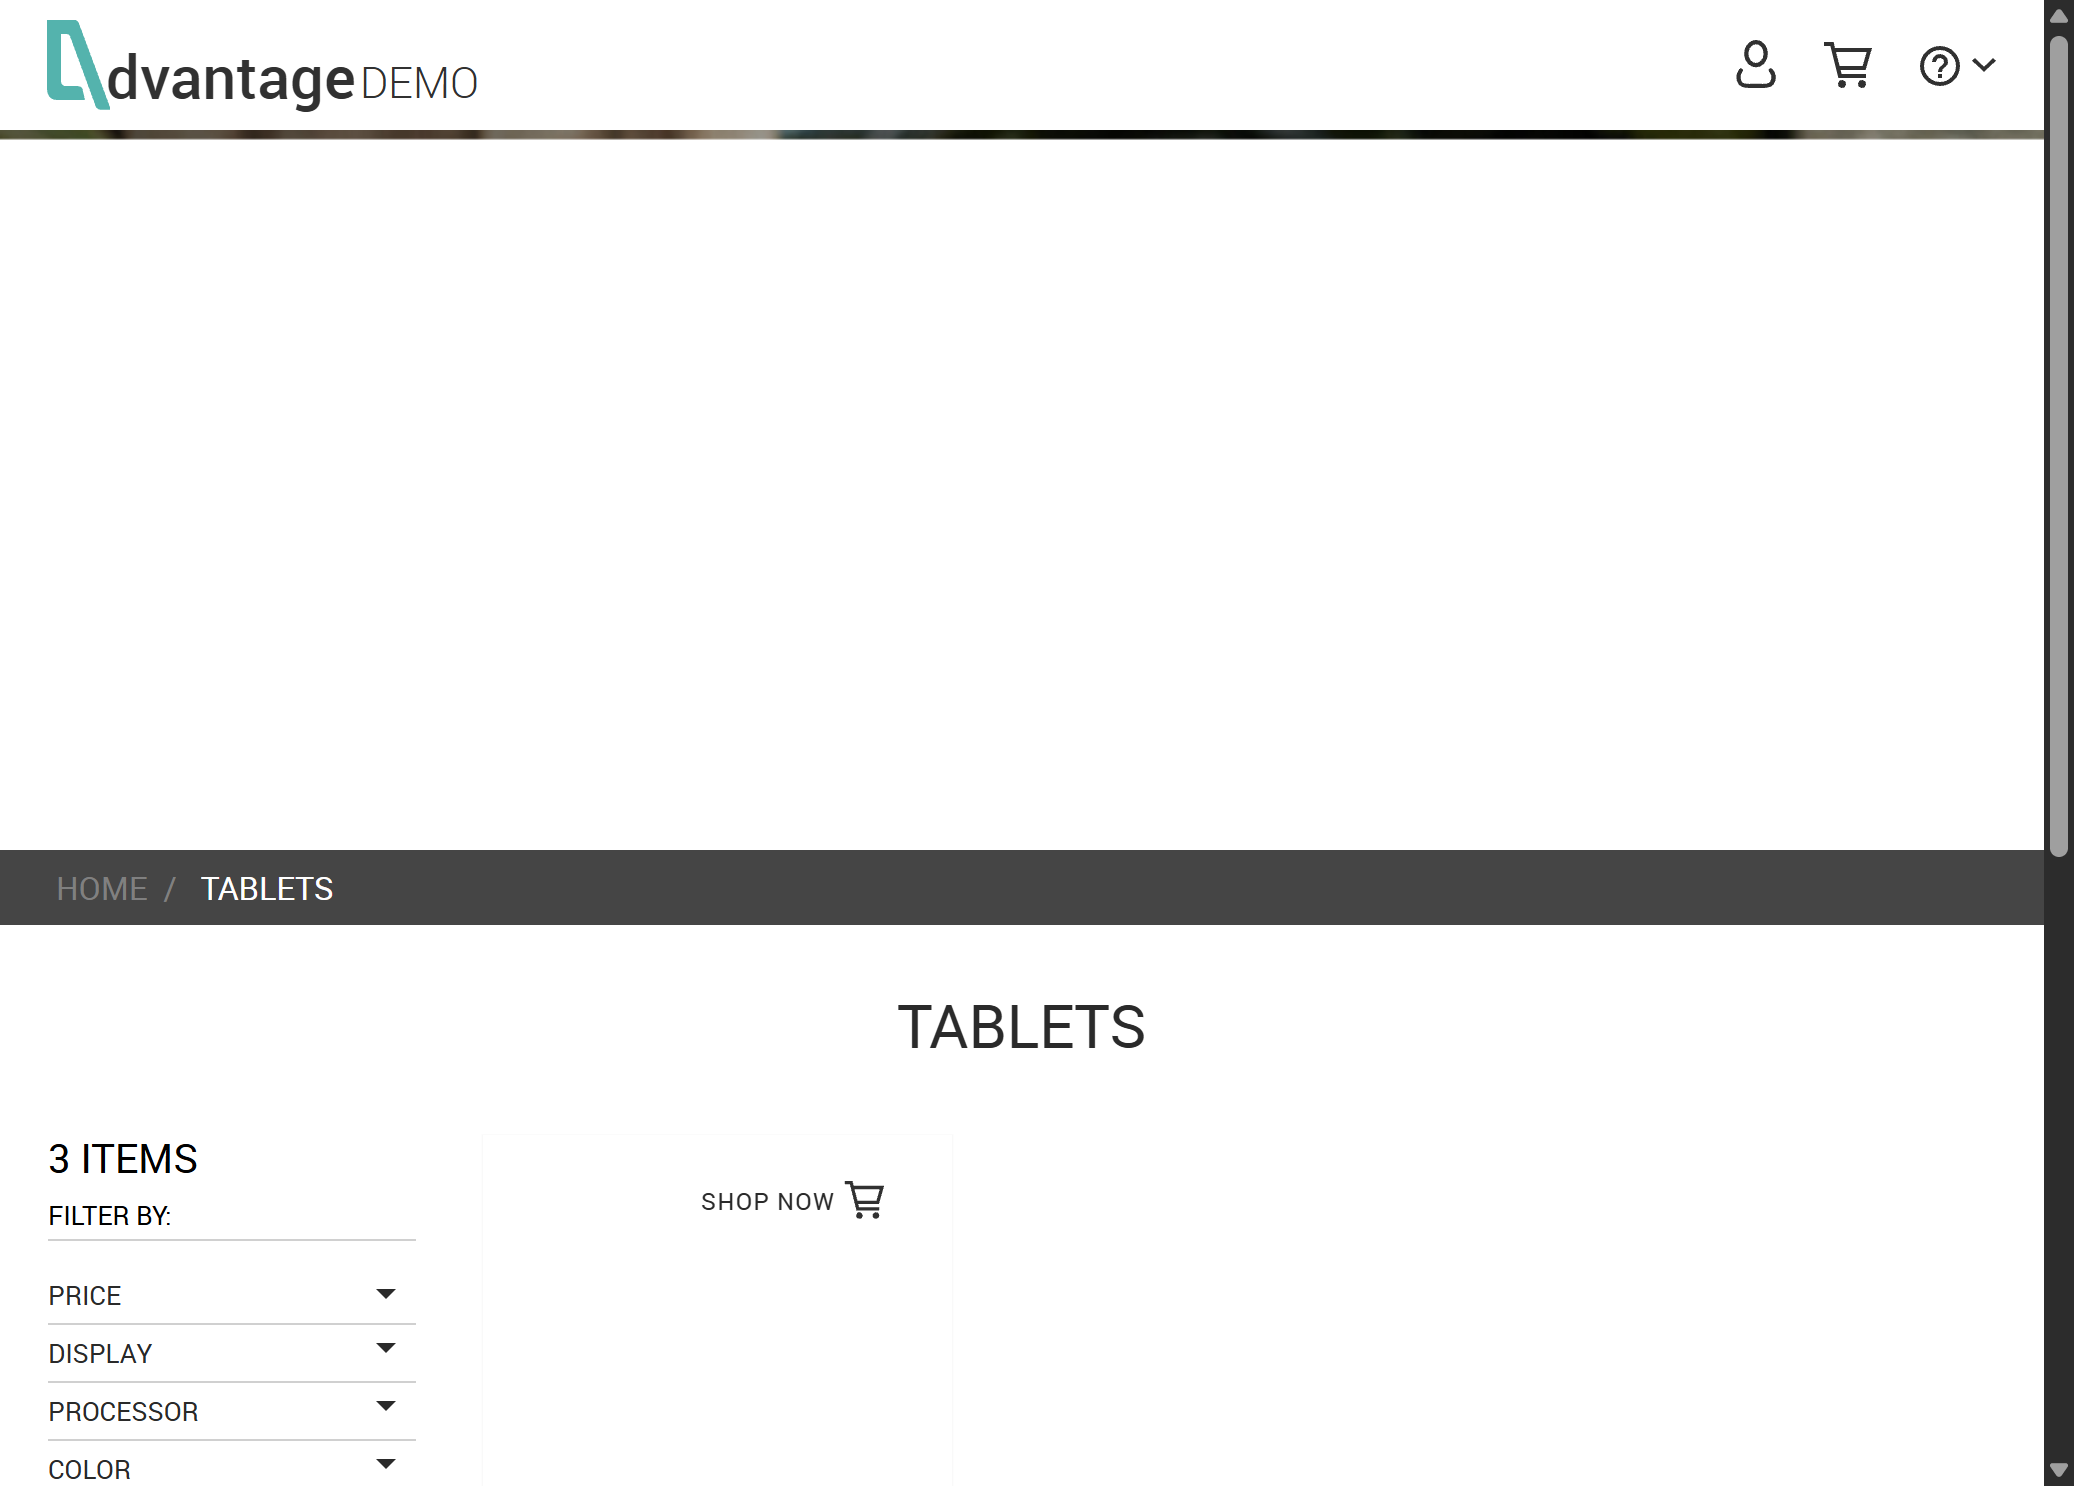 dvantage DEMO
HOME / TABLETS
TABLETS
3 ITEMS
FILTER BY:
SHOP NOW
PRICE
DISPLAY
PROCESSOR
COLOR